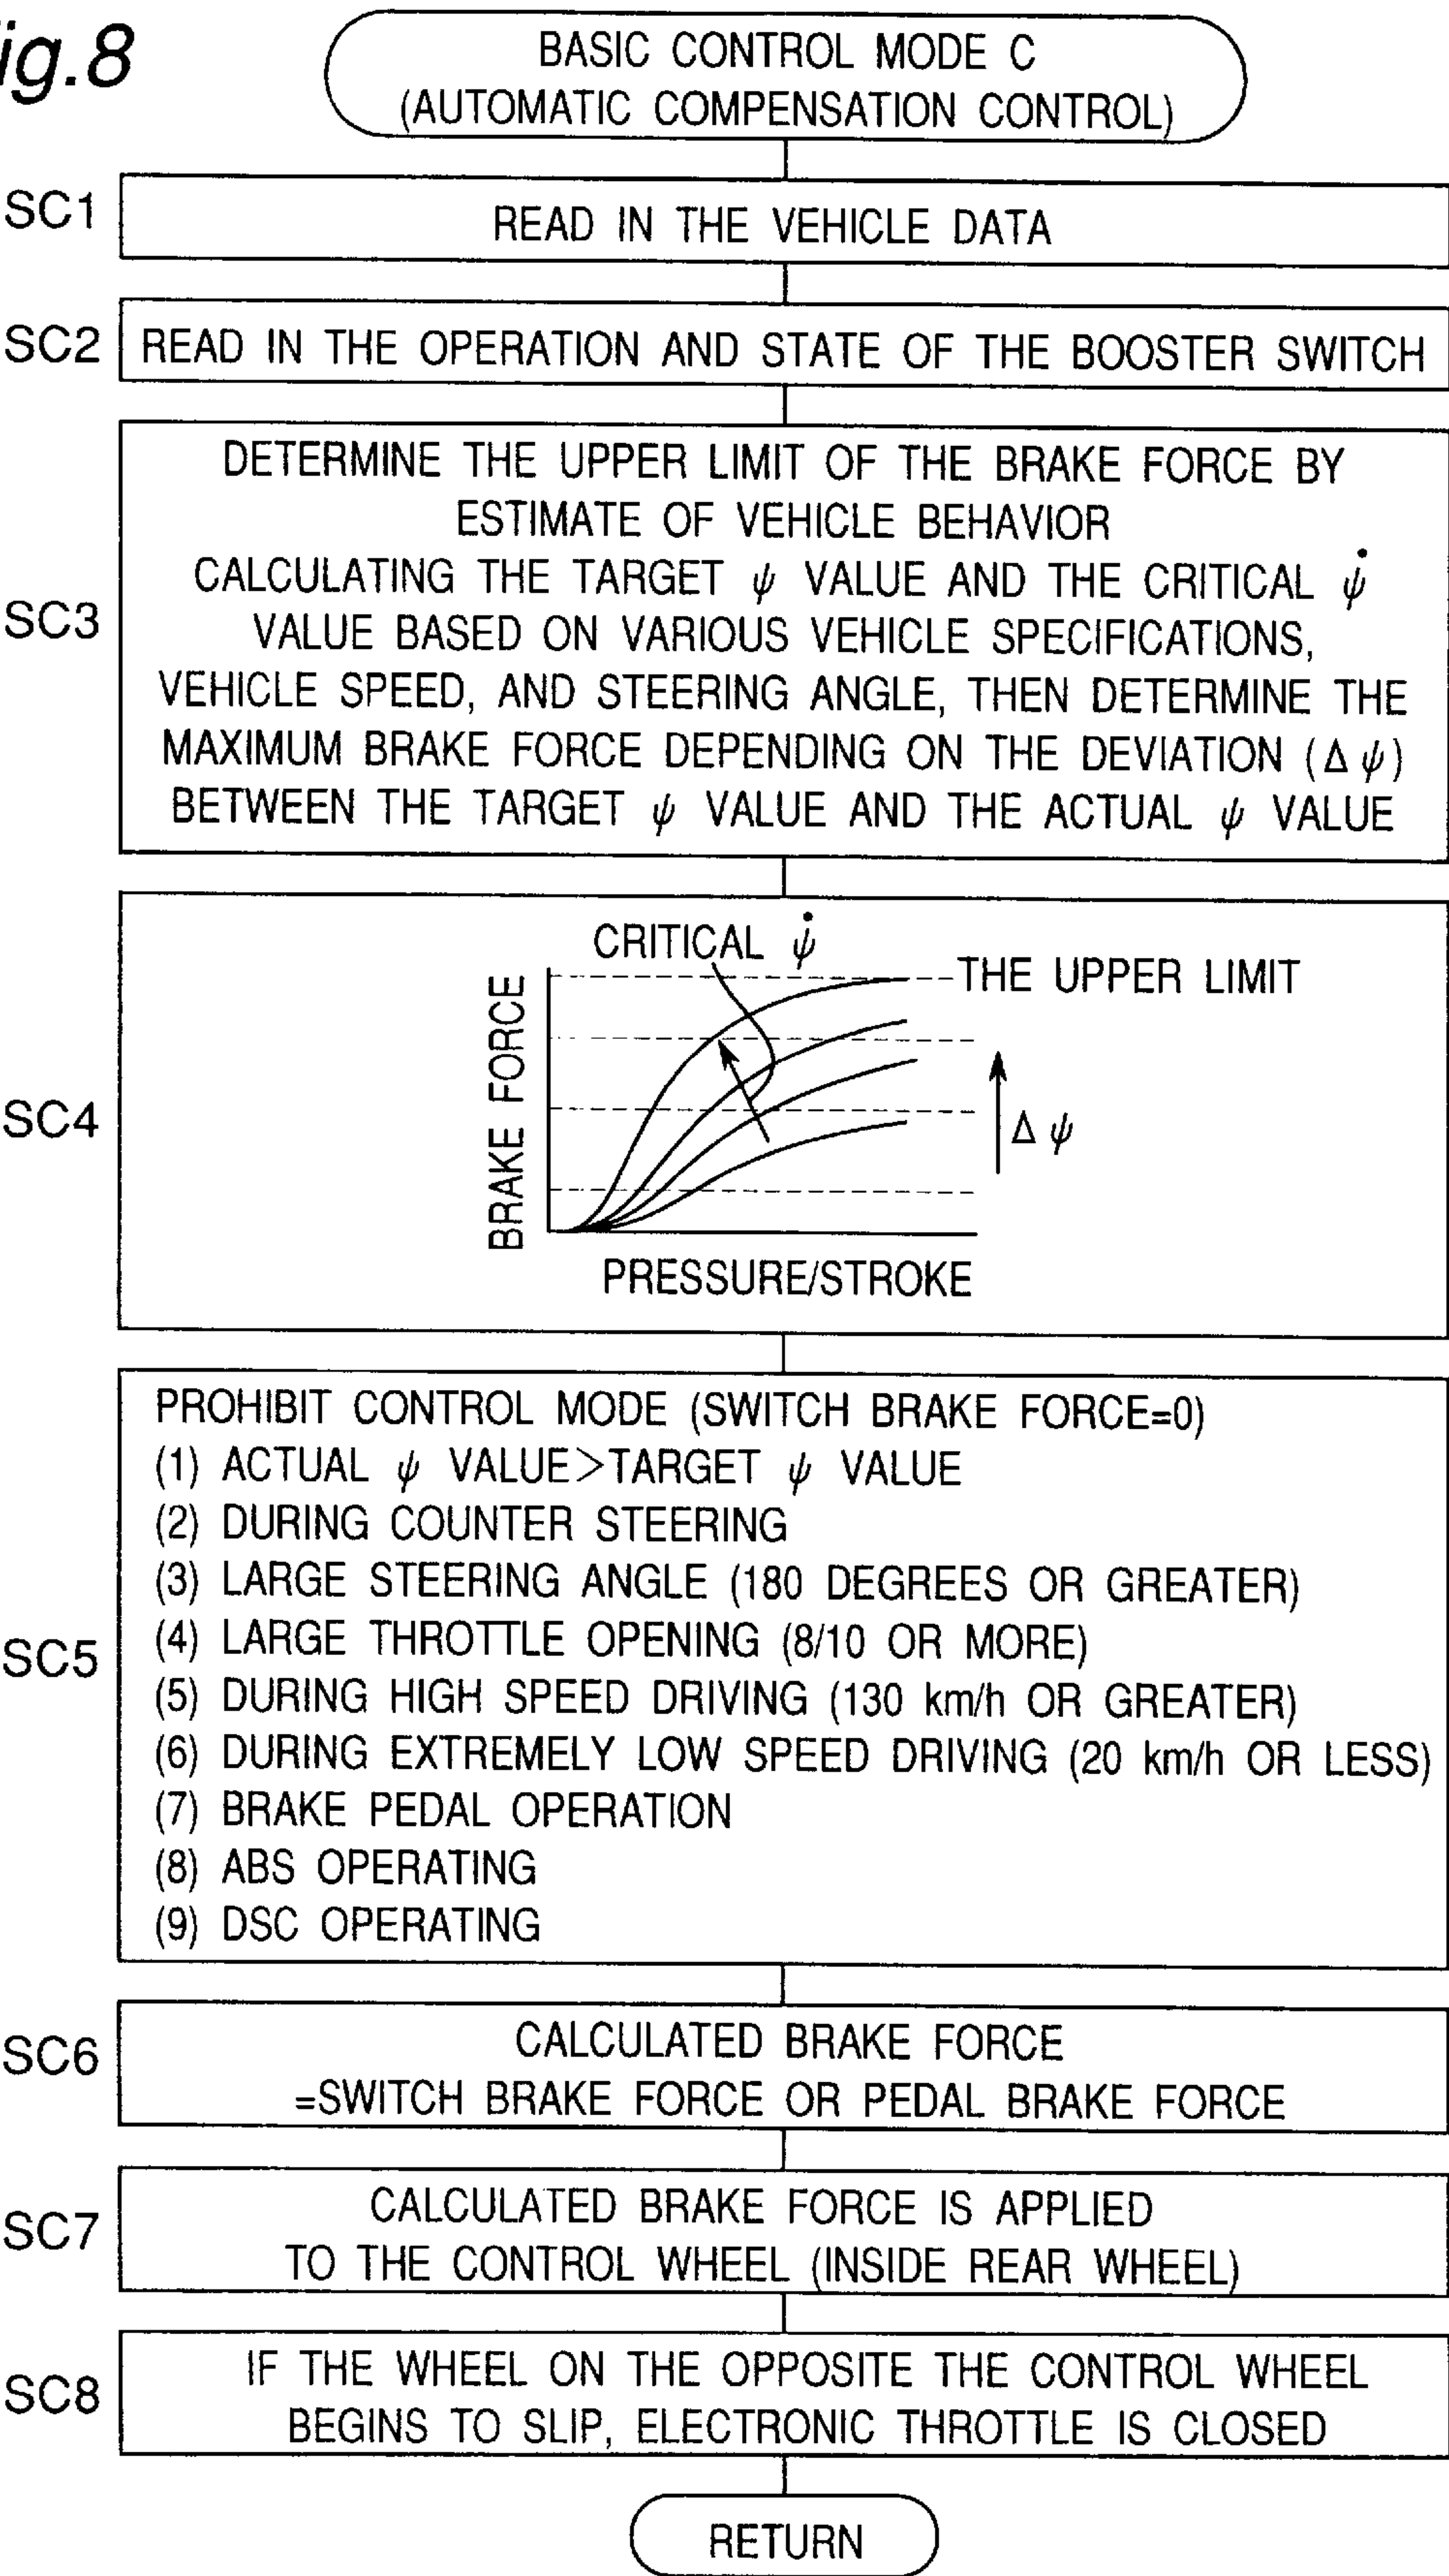 ig.8
BASIC CONTROL MODE C
(AUTOMATIC COMPENSATION CONTROL)
SC1
READ IN THE VEHICLE DATA
SC2
READ IN THE OPERATION AND STATE OF THE BOOSTER SWITCH
SC3
DETERMINE THE UPPER LIMIT OF THE BRAKE FORCE BY
ESTIMATE OF VEHICLE BEHAVIOR
CALCULATING THE TARGET ψ VALUE AND THE CRITICAL ψ̇
VALUE BASED ON VARIOUS VEHICLE SPECIFICATIONS,
VEHICLE SPEED, AND STEERING ANGLE, THEN DETERMINE THE
MAXIMUM BRAKE FORCE DEPENDING ON THE DEVIATION (Δψ)
BETWEEN THE TARGET ψ VALUE AND THE ACTUAL ψ VALUE
SC4
CRITICAL ψ̇
THE UPPER LIMIT
BRAKE FORCE
Δψ
PRESSURE/STROKE
SC5
PROHIBIT CONTROL MODE (SWITCH BRAKE FORCE=0)
(1) ACTUAL ψ VALUE>TARGET ψ VALUE
(2) DURING COUNTER STEERING
(3) LARGE STEERING ANGLE (180 DEGREES OR GREATER)
(4) LARGE THROTTLE OPENING (8/10 OR MORE)
(5) DURING HIGH SPEED DRIVING (130 km/h OR GREATER)
(6) DURING EXTREMELY LOW SPEED DRIVING (20 km/h OR LESS)
(7) BRAKE PEDAL OPERATION
(8) ABS OPERATING
(9) DSC OPERATING
SC6
CALCULATED BRAKE FORCE
=SWITCH BRAKE FORCE OR PEDAL BRAKE FORCE
SC7
CALCULATED BRAKE FORCE IS APPLIED
TO THE CONTROL WHEEL (INSIDE REAR WHEEL)
SC8
IF THE WHEEL ON THE OPPOSITE THE CONTROL WHEEL
BEGINS TO SLIP, ELECTRONIC THROTTLE IS CLOSED
RETURN